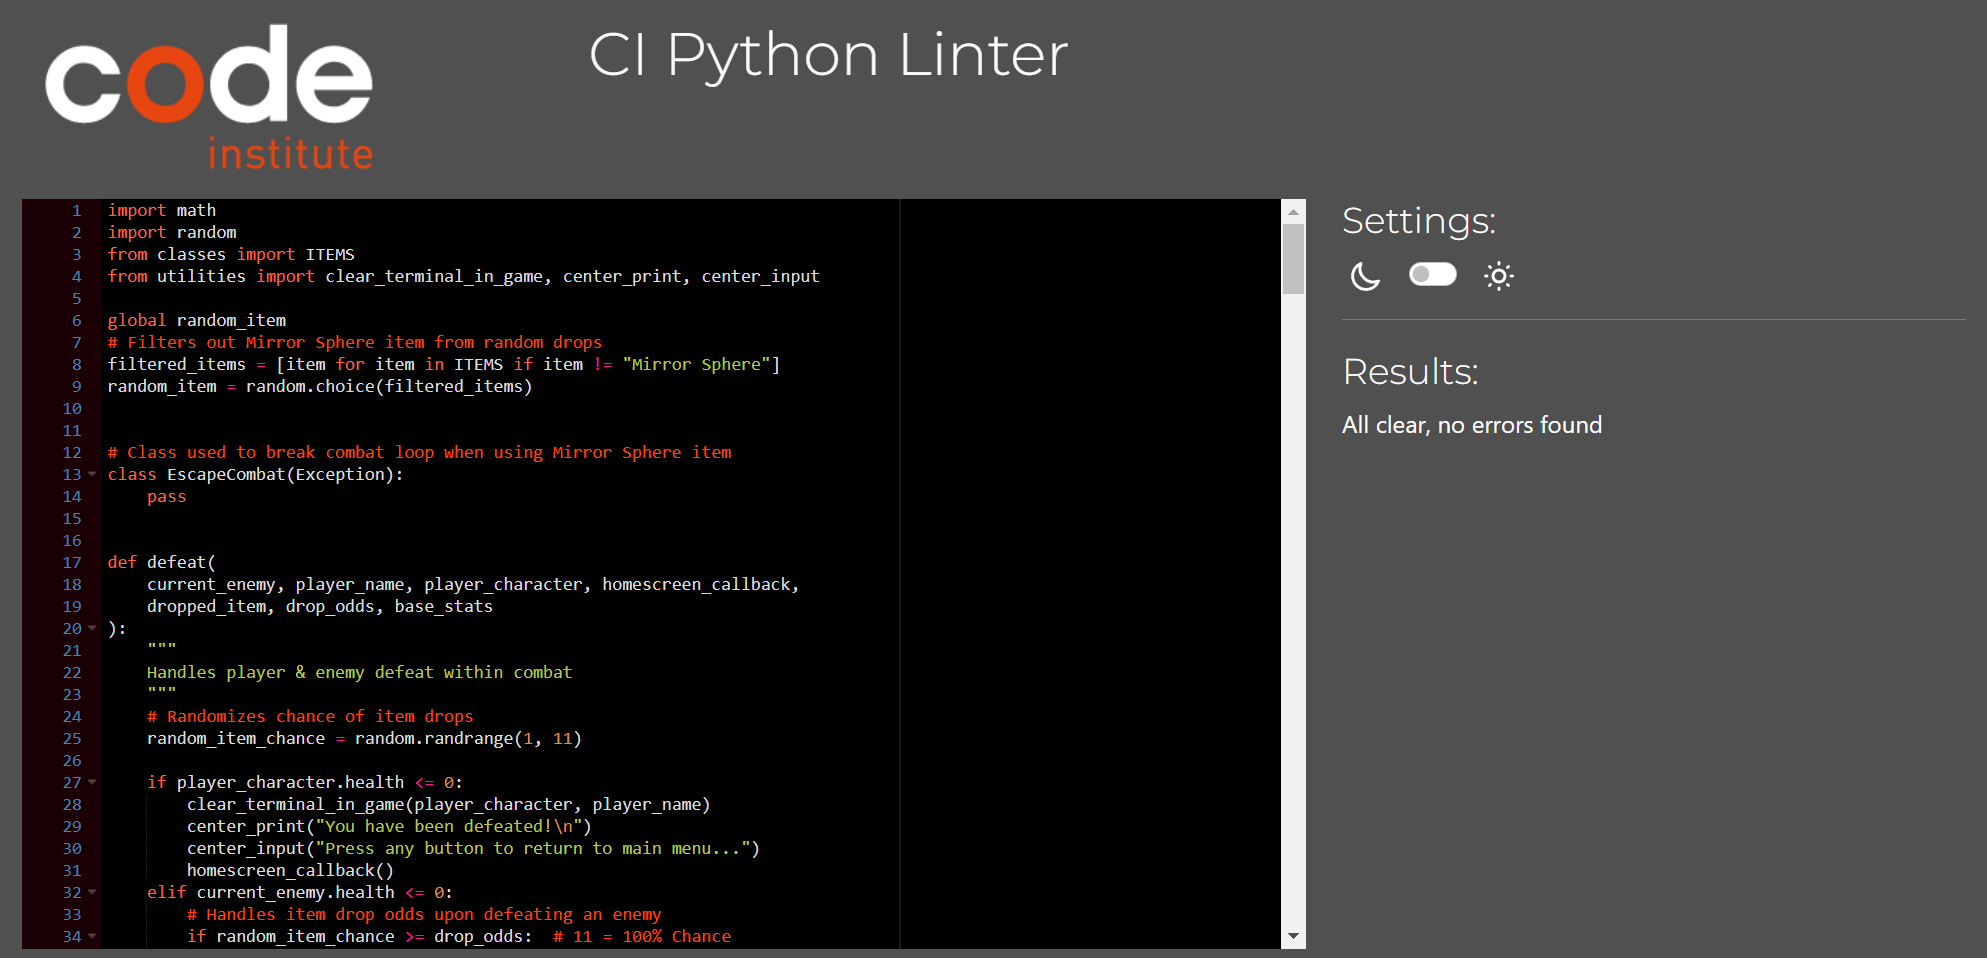 code
institute
CI Python Linter
1 import math
2 import random
3 from classes import ITEMS
4 from utilities import clear_terminal_in_game, center_print, center_input
5
6 global random_item
7 # Filters out Mirror Sphere item from random drops
8 filtered_items = [item for item in ITEMS if item != "Mirror Sphere"]
9 random_item = random.choice(filtered_items)
10
11
12 # Class used to break combat loop when using Mirror Sphere item
13 class EscapeCombat(Exception):
14     pass
15
16
17 def defeat(
18     current_enemy, player_name, player_character, homescreen_callback,
19     dropped_item, drop_odds, base_stats
20 ):
21     """
22     Handles player & enemy defeat within combat
23     """
24     # Randomizes chance of item drops
25     random_item_chance = random.randrange(1, 11)
26
27     if player_character.health <= 0:
28         clear_terminal_in_game(player_character, player_name)
29         center_print("You have been defeated!\n")
30         center_input("Press any button to return to main menu...")
31         homescreen_callback()
32     elif current_enemy.health <= 0:
33         # Handles item drop odds upon defeating an enemy
34         if random_item_chance >= drop_odds:  # 11 = 100% Chance
Settings:
Results:
All clear, no errors found